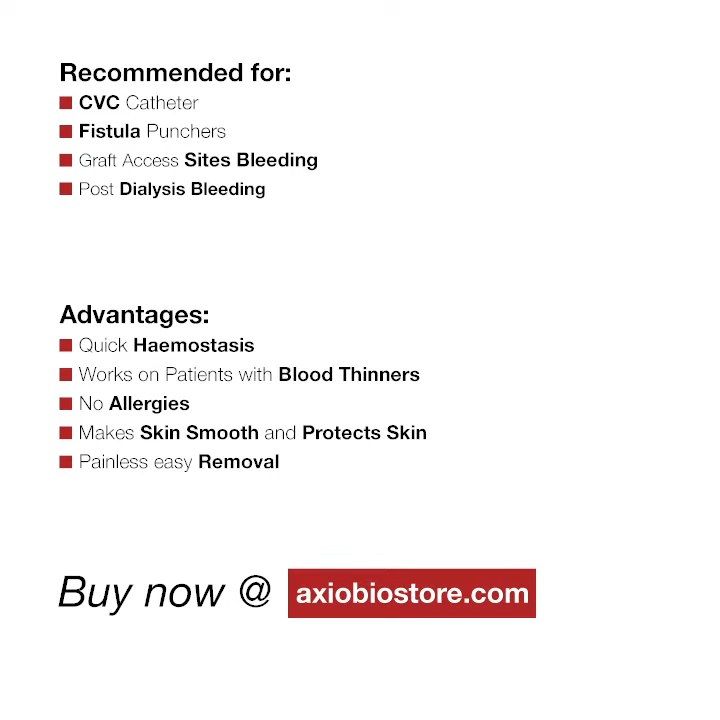 Recommended for:
CVC Catheter
Fistula Punchers
Graft Access Sites Bleeding
Post Dialysis Bleeding
Advantages:
Quick Haemostasis
Works on Patients with Blood Thinners
No Allergies
Makes Skin Smooth and Protects Skin
Painless easy Removal
Buy now @ axiobiostore.com